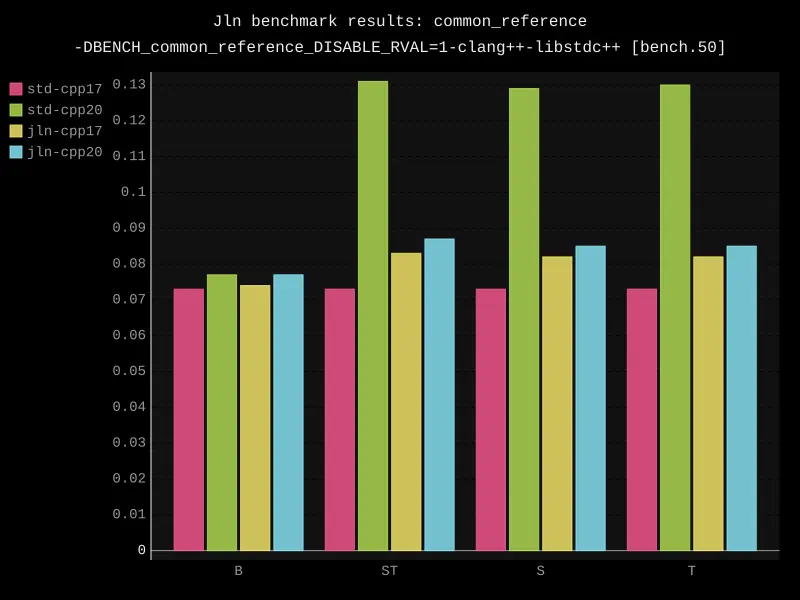 Jln benchmark results: common_reference
-DBENCH_common_reference_DISABLE_RVAL=1-clang++-libstdc++ [bench.50]
std-cpp17
std-cpp20
jln-cpp17
jln-cpp20
0.13
0.12
0.11
0.1
0.09
0.08
0.07
0.06
0.05
0.04
0.03
0.02
0.01
0
B ST S T